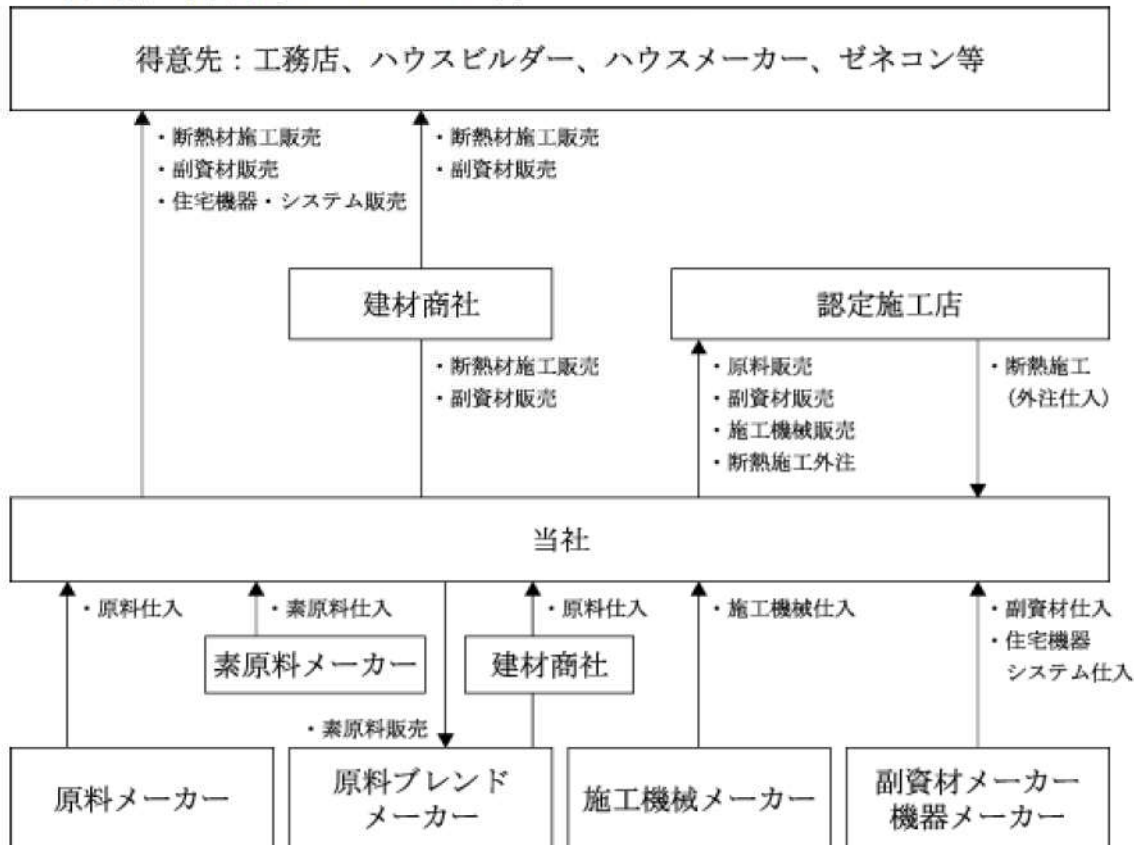 得意先：工務店、ハウスビルダー、ハウスメーカー、ゼネコン等
・断熱材施工販売
・副資材販売
・住宅機器・システム販売
・断熱材施工販売
・副資材販売
建材商社
認定施工店
・断熱材施工販売
・副資材販売
・原料販売
・副資材販売
・施工機械販売
・断熱施工外注
・断熱施工
（外注仕入）
当社
・原料仕入
・素原料仕入
・原料仕入
・施工機械仕入
・副資材仕入
・住宅機器
システム仕入
素原料メーカー
建材商社
・素原料販売
原料メーカー
原料ブレンド
メーカー
施工機械メーカー
副資材メーカー
機器メーカー